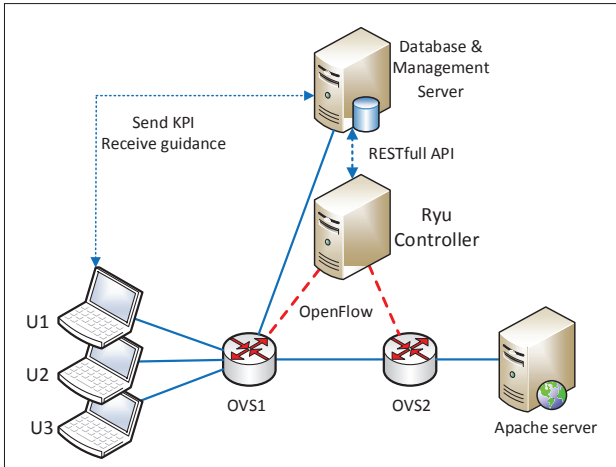 Database &
Management
Server
Send KPI
Receive guidance
RESTfull API
Ryu
Controller
U1
OpenFlow
U2
U3
OVS1
OVS2
Apache server